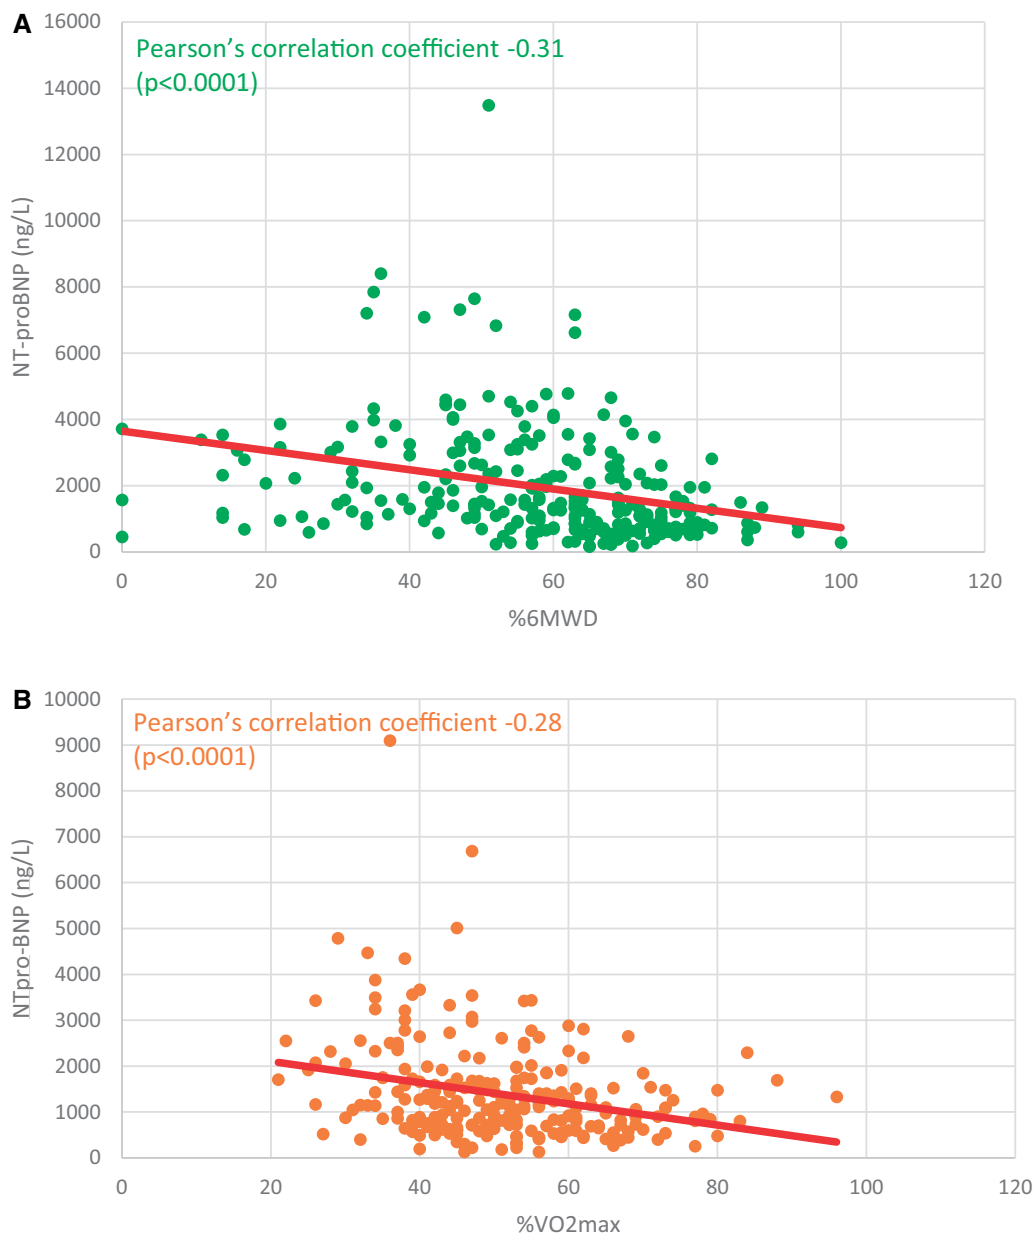 A
16000
14000
12000
10000
8000
6000
4000
2000
0
NT-proBNP (ng/L)
Pearson’s correlation coefficient -0.31
(p<0.0001)
0 20 40 60 80 100 120
%6MWD
B
10000
9000
8000
7000
6000
5000
4000
3000
2000
1000
0
NTpro-BNP (ng/L)
Pearson’s correlation coefficient -0.28
(p<0.0001)
0 20 40 60 80 100 120
%VO2max